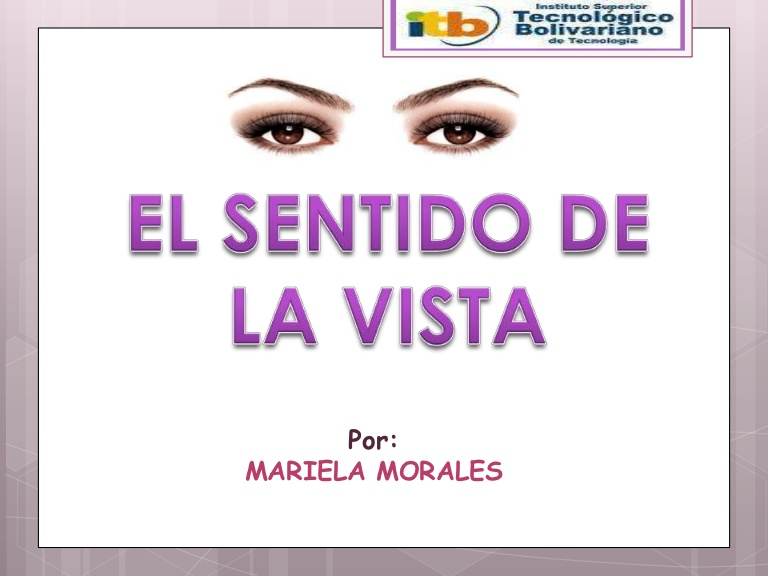 Instituto Superior
itb Tecnológico
Bolivariano
de Tecnología
EL SENTIDO DE
LA VISTA
Por:
MARIELA MORALES